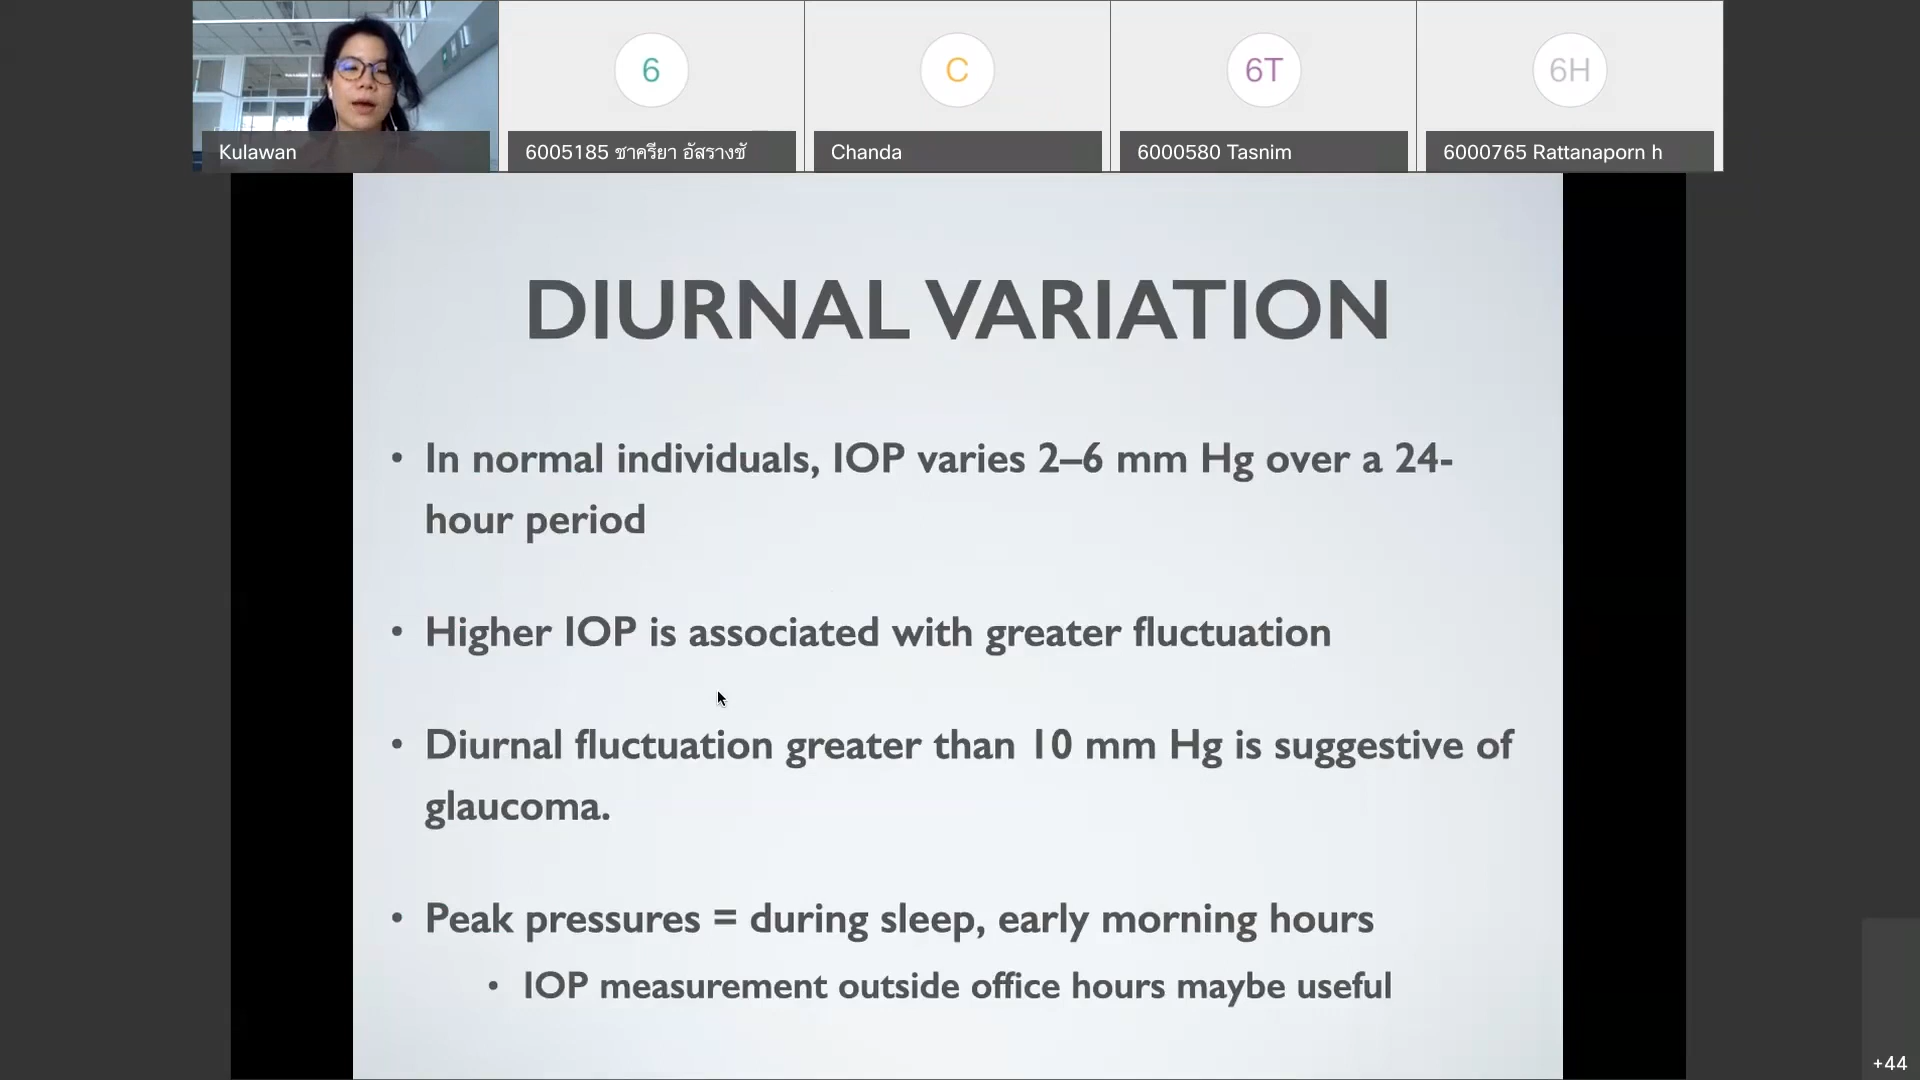 6
C
6T
6H
Kulawan
6005185 ซาครียา อัสรางชั
Chanda
6000580 Tasnim
6000765 Rattanaporn h
DIURNAL VARIATION
• In normal individuals, IOP varies 2–6 mm Hg over a 24-
hour period
• Higher IOP is associated with greater fluctuation
• Diurnal fluctuation greater than 10 mm Hg is suggestive of
glaucoma.
• Peak pressures = during sleep, early morning hours
• IOP measurement outside office hours maybe useful
+44